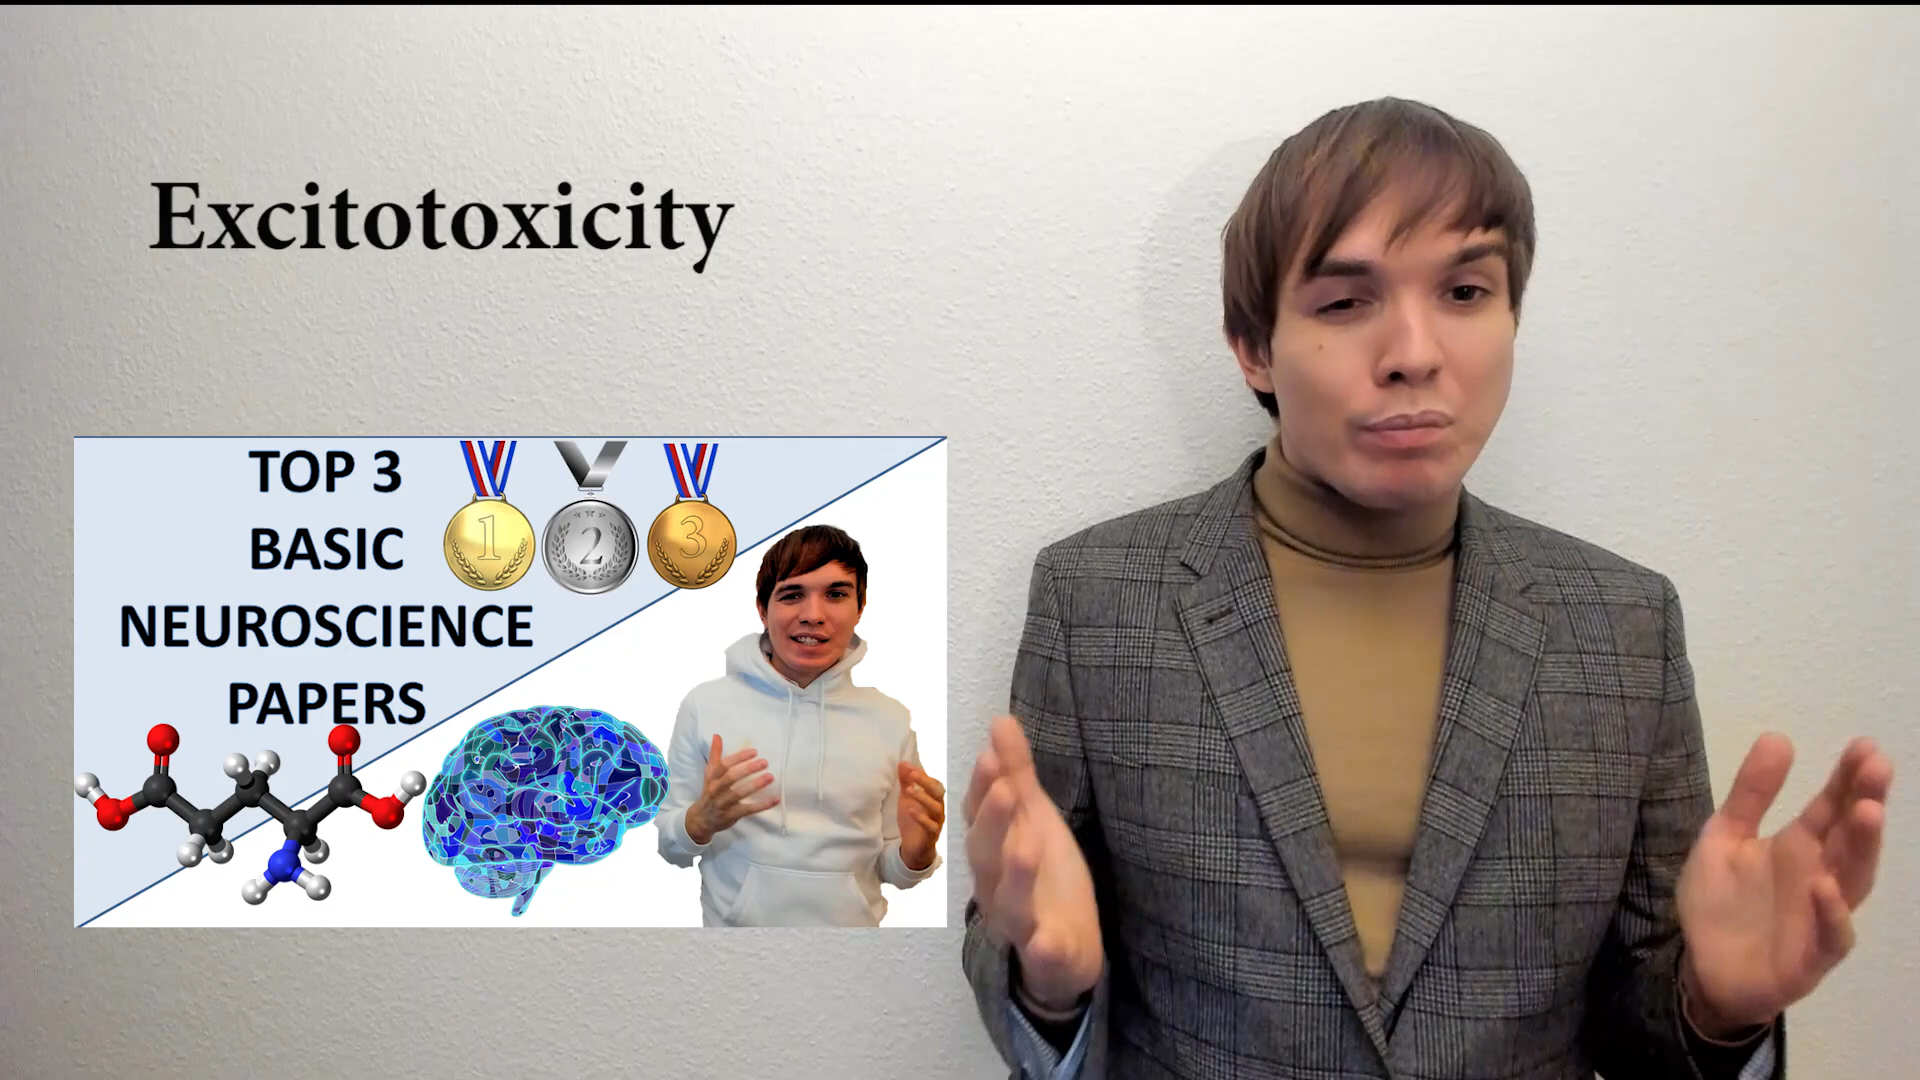 Excitotoxicity
TOP 3
BASIC
NEUROSCIENCE
PAPERS
1
2
3